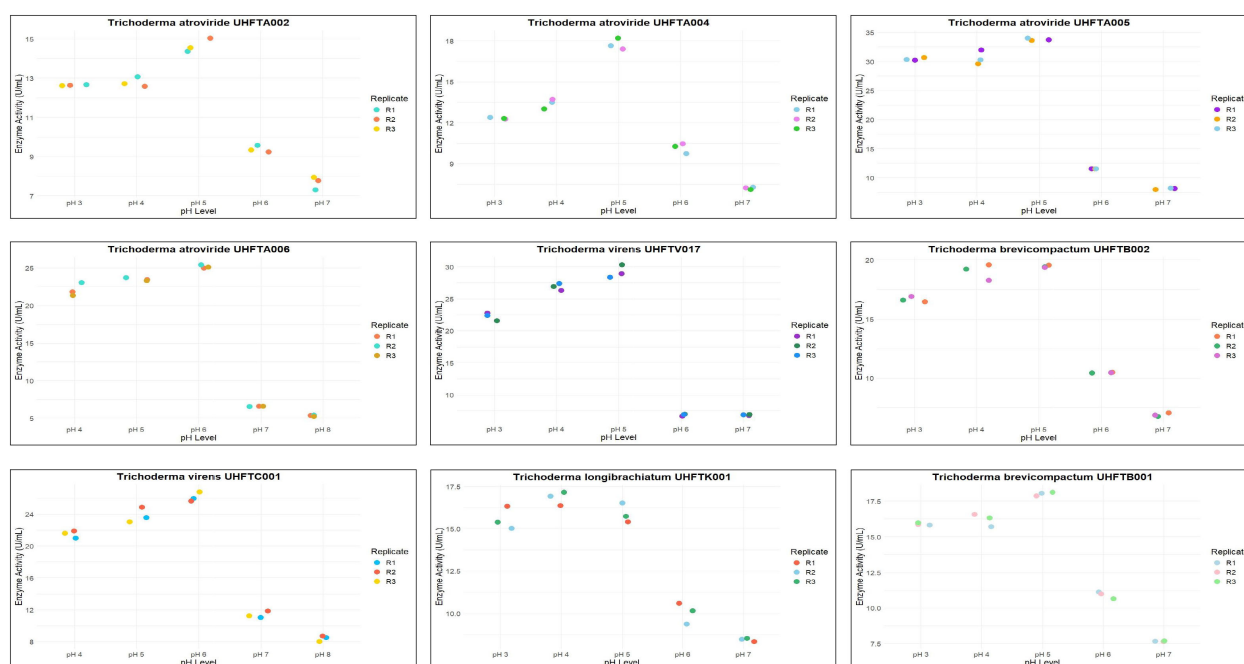 Trichoderma atroviride UHFTA002
Enzyme Activity (U/mL)
15
13
11
9
7
pH 3
pH 4
pH 5
pH 6
pH 7
pH Level
Replicate
R1
R2
R3
Trichoderma atroviride UHFTA004
Enzyme Activity (U/mL)
18
15
12
9
pH 3
pH 4
pH 5
pH 6
pH 7
pH Level
Replicate
R1
R2
R3
Trichoderma atroviride UHFTA005
Enzyme Activity (U/mL)
35
30
25
20
15
10
pH 3
pH 4
pH 5
pH 6
pH 7
pH Level
Replicate
R1
R2
R3
Trichoderma atroviride UHFTA006
Enzyme Activity (U/mL)
25
20
15
10
5
pH 4
pH 5
pH 6
pH 7
pH 8
pH Level
Replicate
R1
R2
R3
Trichoderma virens UHFTV017
Enzyme Activity (U/mL)
30
25
20
15
10
pH 3
pH 4
pH 5
pH 6
pH 7
pH Level
Replicate
R1
R2
R3
Trichoderma brevicompactum UHFTB002
Enzyme Activity (U/mL)
20
15
10
pH 3
pH 4
pH 5
pH 6
pH 7
pH Level
Replicate
R1
R2
R3
Trichoderma virens UHFTC001
Enzyme Activity (U/mL)
24
20
16
12
8
pH 4
pH 5
pH 6
pH 7
pH 8
pH Level
Replicate
R1
R2
R3
Trichoderma longibrachiatum UHFTK001
Enzyme Activity (U/mL)
17.5
15.0
12.5
10.0
pH 3
pH 4
pH 5
pH 6
pH 7
pH Level
Replicate
R1
R2
R3
Trichoderma brevicompactum UHFTB001
Enzyme Activity (U/mL)
17.5
15.0
12.5
10.0
7.5
pH 3
pH 4
pH 5
pH 6
pH 7
pH Level
Replicate
R1
R2
R3